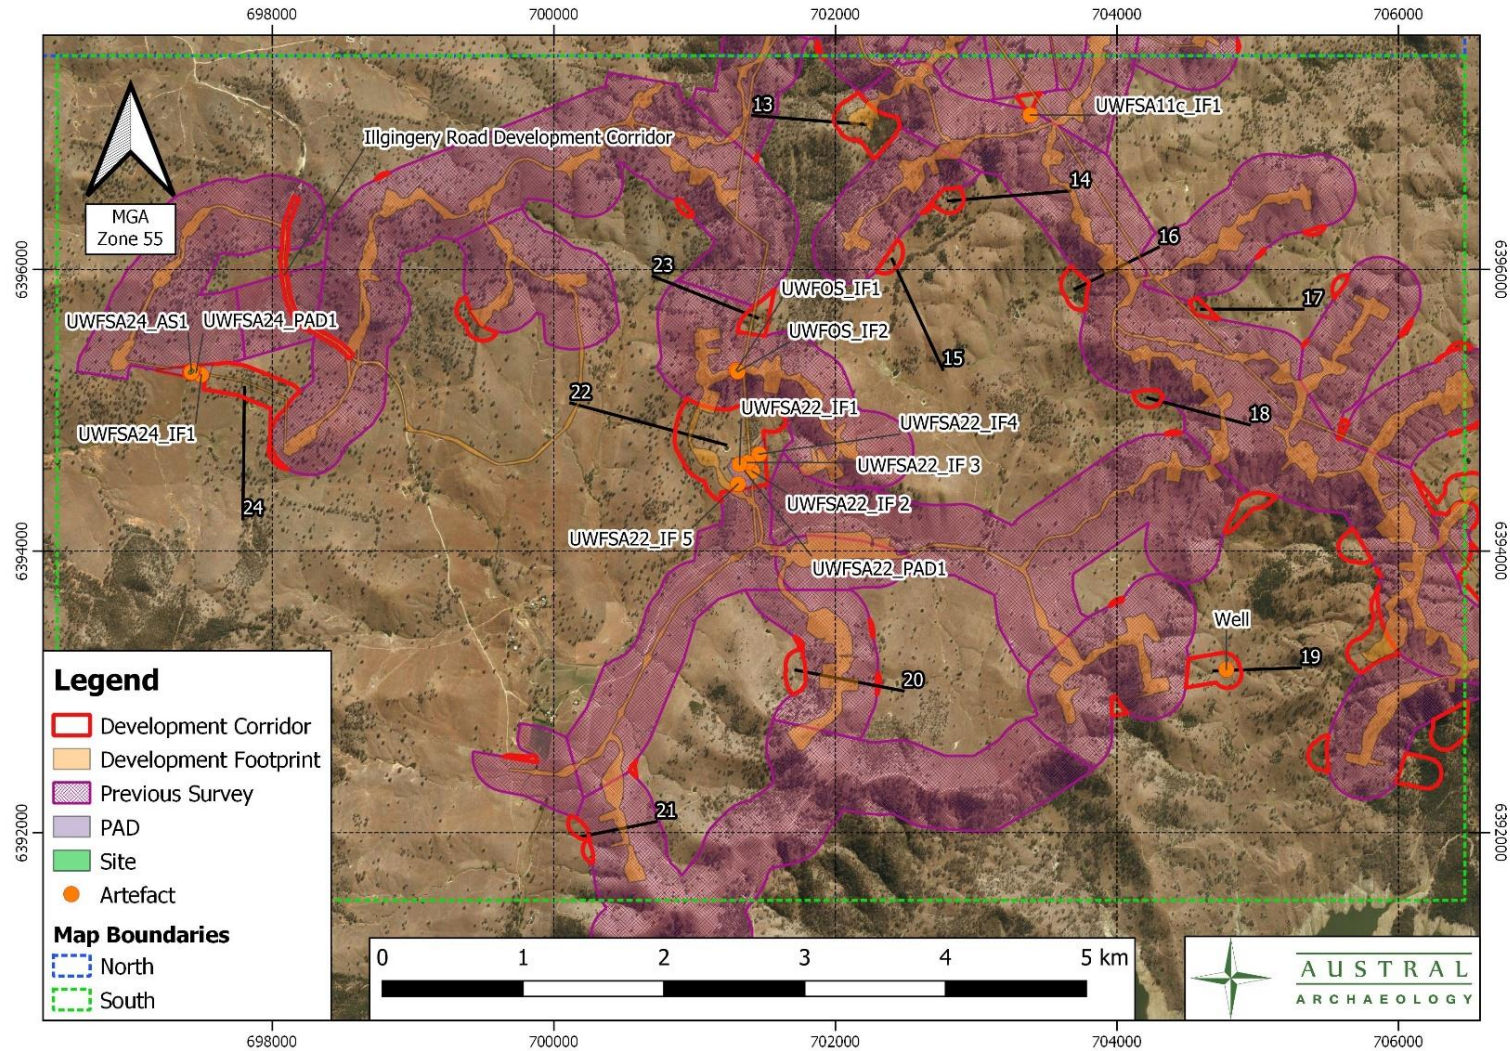 698000
700000
702000
704000
706000
13
UWFSA11c_IF1
Illgingery Road Development Corridor
14
MGA
Zone 55
16
23
6396000
6396000
UWFOS_IF1
17
UWFSA24_AS1
UWFSA24_PAD1
UWFOS_IF2
15
22
UWFSA22_IF1
18
UWFSA22_IF4
UWFSA24_IF1
UWFSA22_IF 3
24
UWFSA22_IF 2
UWFSA22_IF 5
6394000
6394000
UWFSA22_PAD1
Well
19
20
Legend
Development Corridor
Development Footprint
Previous Survey
PAD
Site
Artefact
Map Boundaries
North
South
21
6392000
6392000
0 1 2 3 4 5 km
AUSTRAL
ARCHAEOLOGY
698000
700000
702000
704000
706000